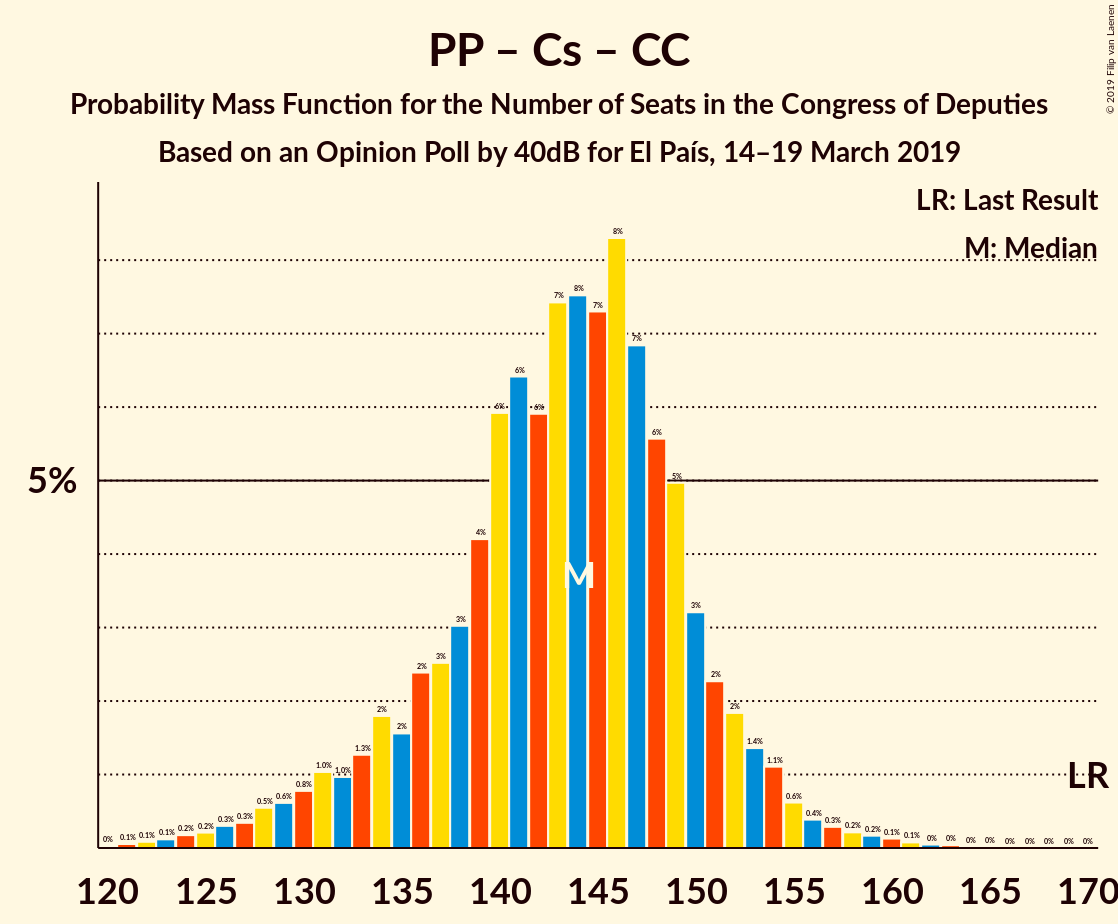 PP – Cs – CC
Probability Mass Function for the Number of Seats in the Congress of Deputies
Based on an Opinion Poll by 40dB for El País, 14–19 March 2019
© 2019 Filip van Laenen
LR: Last Result
M: Median
5%
0% 0.1% 0.1% 0.1% 0.2% 0.2% 0.3% 0.3% 0.5% 0.6% 0.8% 1.0% 1.0% 1.3% 2% 2% 2% 3% 3% 4% 6% 6% 6% 7% 8% 7% 8% 7% 6% 5% 3% 2% 2% 1.4% 1.1% 0.6% 0.4% 0.3% 0.2% 0.2% 0.1% 0.1% 0% 0% 0% 0% 0% 0% 0% 0% 0%
M
LR
120 125 130 135 140 145 150 155 160 165 170